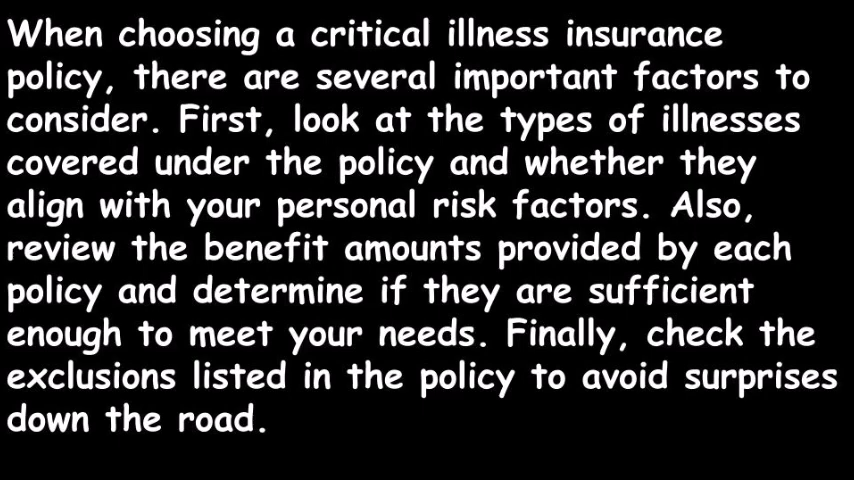 When choosing a critical illness insurance
policy, there are several important factors to
consider. First, look at the types of illnesses
covered under the policy and whether they
align with your personal risk factors. Also,
review the benefit amounts provided by each
policy and determine if they are sufficient
enough to meet your needs. Finally, check the
exclusions listed in the policy to avoid surprises
down the road.